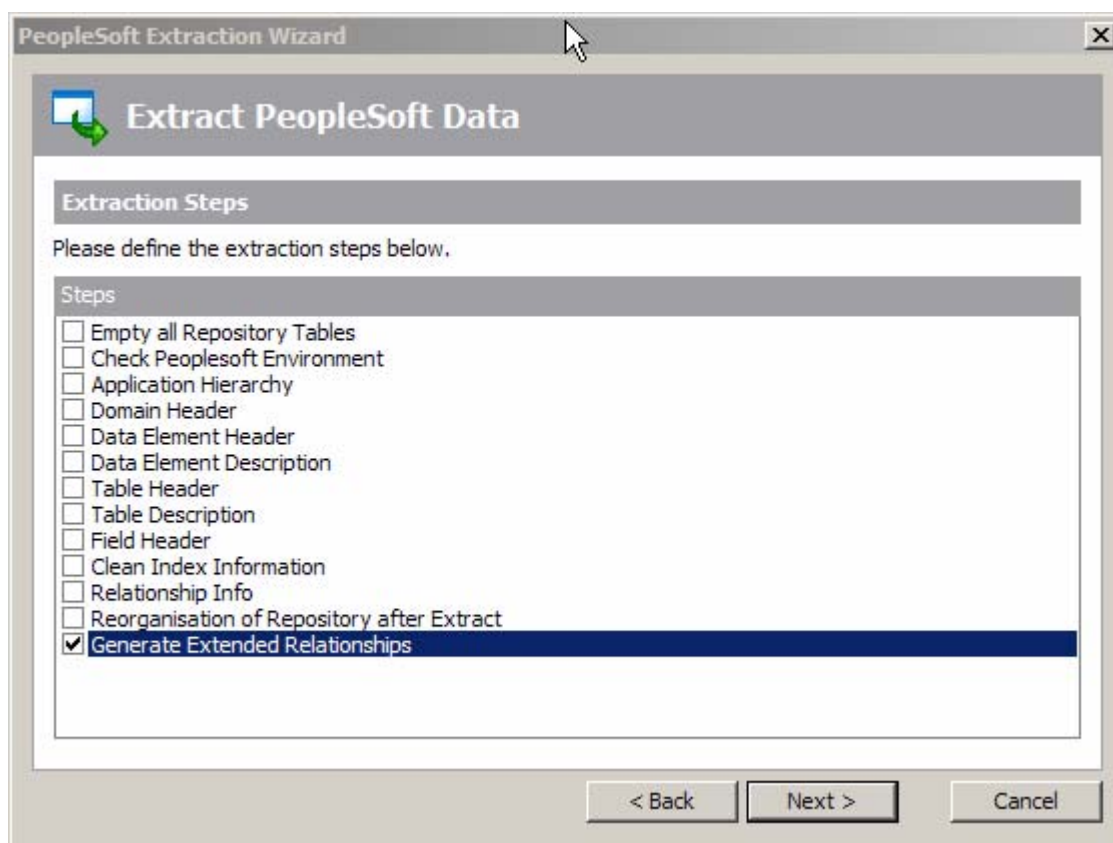 PeopleSoft Extraction Wizard
Extract PeopleSoft Data
Extraction Steps
Please define the extraction steps below.
Steps
Empty all Repository Tables
Check Peoplesoft Environment
Application Hierarchy
Domain Header
Data Element Header
Data Element Description
Table Header
Table Description
Field Header
Clean Index Information
Relationship Info
Reorganisation of Repository after Extract
Generate Extended Relationships
< Back Next > Cancel